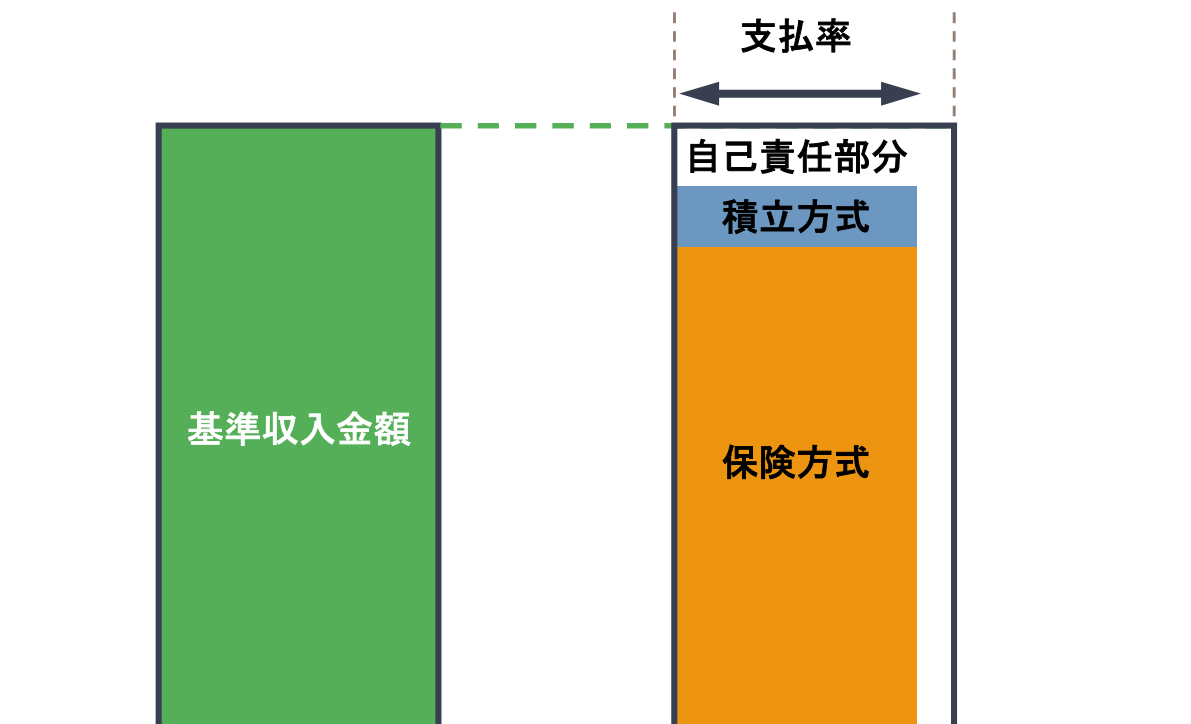 支払率
自己責任部分
積立方式
基準収入金額
保険方式